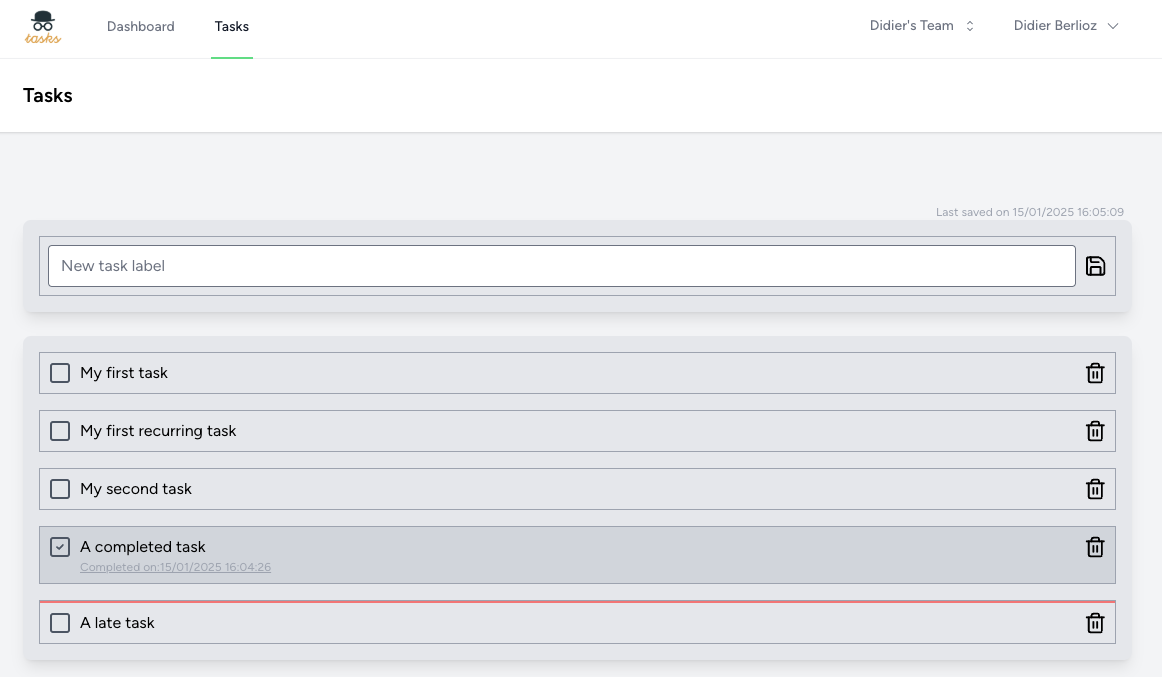 tasks
Dashboard
Tasks
Didier's Team
Didier Berlioz
Tasks
Last saved on 15/01/2025 16:05:09
New task label
My first task
My first recurring task
My second task
A completed task
Completed on:15/01/2025 16:04:26
A late task